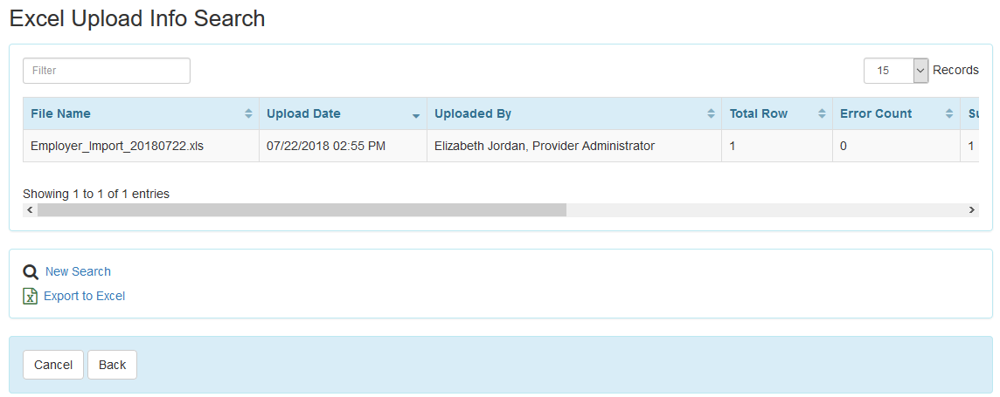 Excel Upload Info Search
Filter
15 Records
File Name Upload Date Uploaded By Total Row Error Count Su
Employer_Import_20180722.xls 07/22/2018 02:55 PM Elizabeth Jordan, Provider Administrator 1 0 1
Showing 1 to 1 of 1 entries
New Search
Export to Excel
Cancel Back